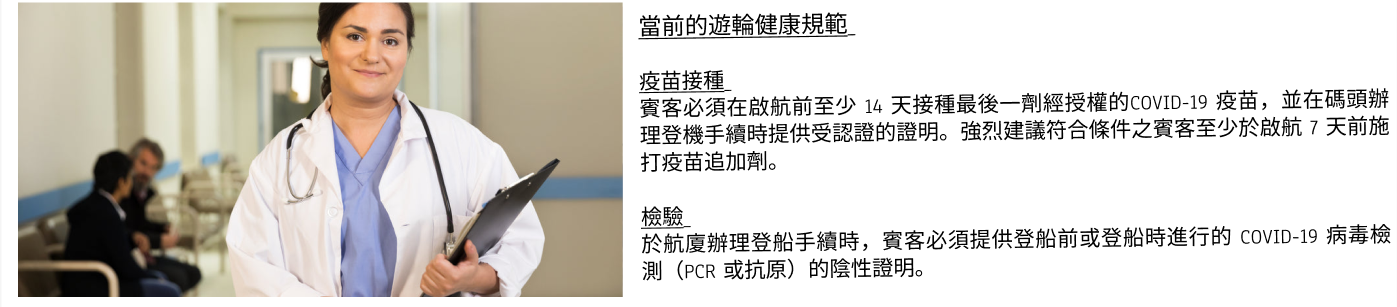 當前的遊輪健康規範
疫苗接種
賓客必須在啟航前至少 14 天接種最後一劑經授權的COVID-19 疫苗，並在碼頭辦
理登機手續時提供受認證的證明。強烈建議符合條件之賓客至少於啟航 7 天前施
打疫苗追加劑。
檢驗
於航廈辦理登船手續時，賓客必須提供登船前或登船時進行的 COVID-19 病毒檢
測（PCR 或抗原）的陰性證明。